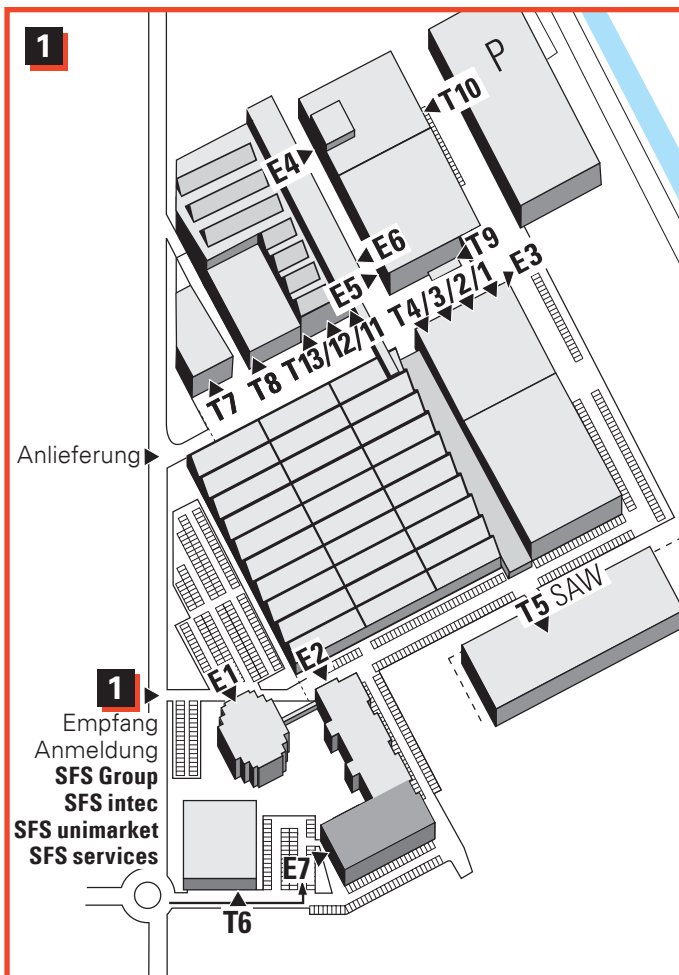 1
P
T10
E4
E6
T9
E3
E5
T4/3/2/1
T13/12/11
T8
T7
Anlieferung
T5 SAW
E2
E1
1
Empfang
Anmeldung
SFS Group
SFS intec
SFS unimarket
SFS services
E7
T6